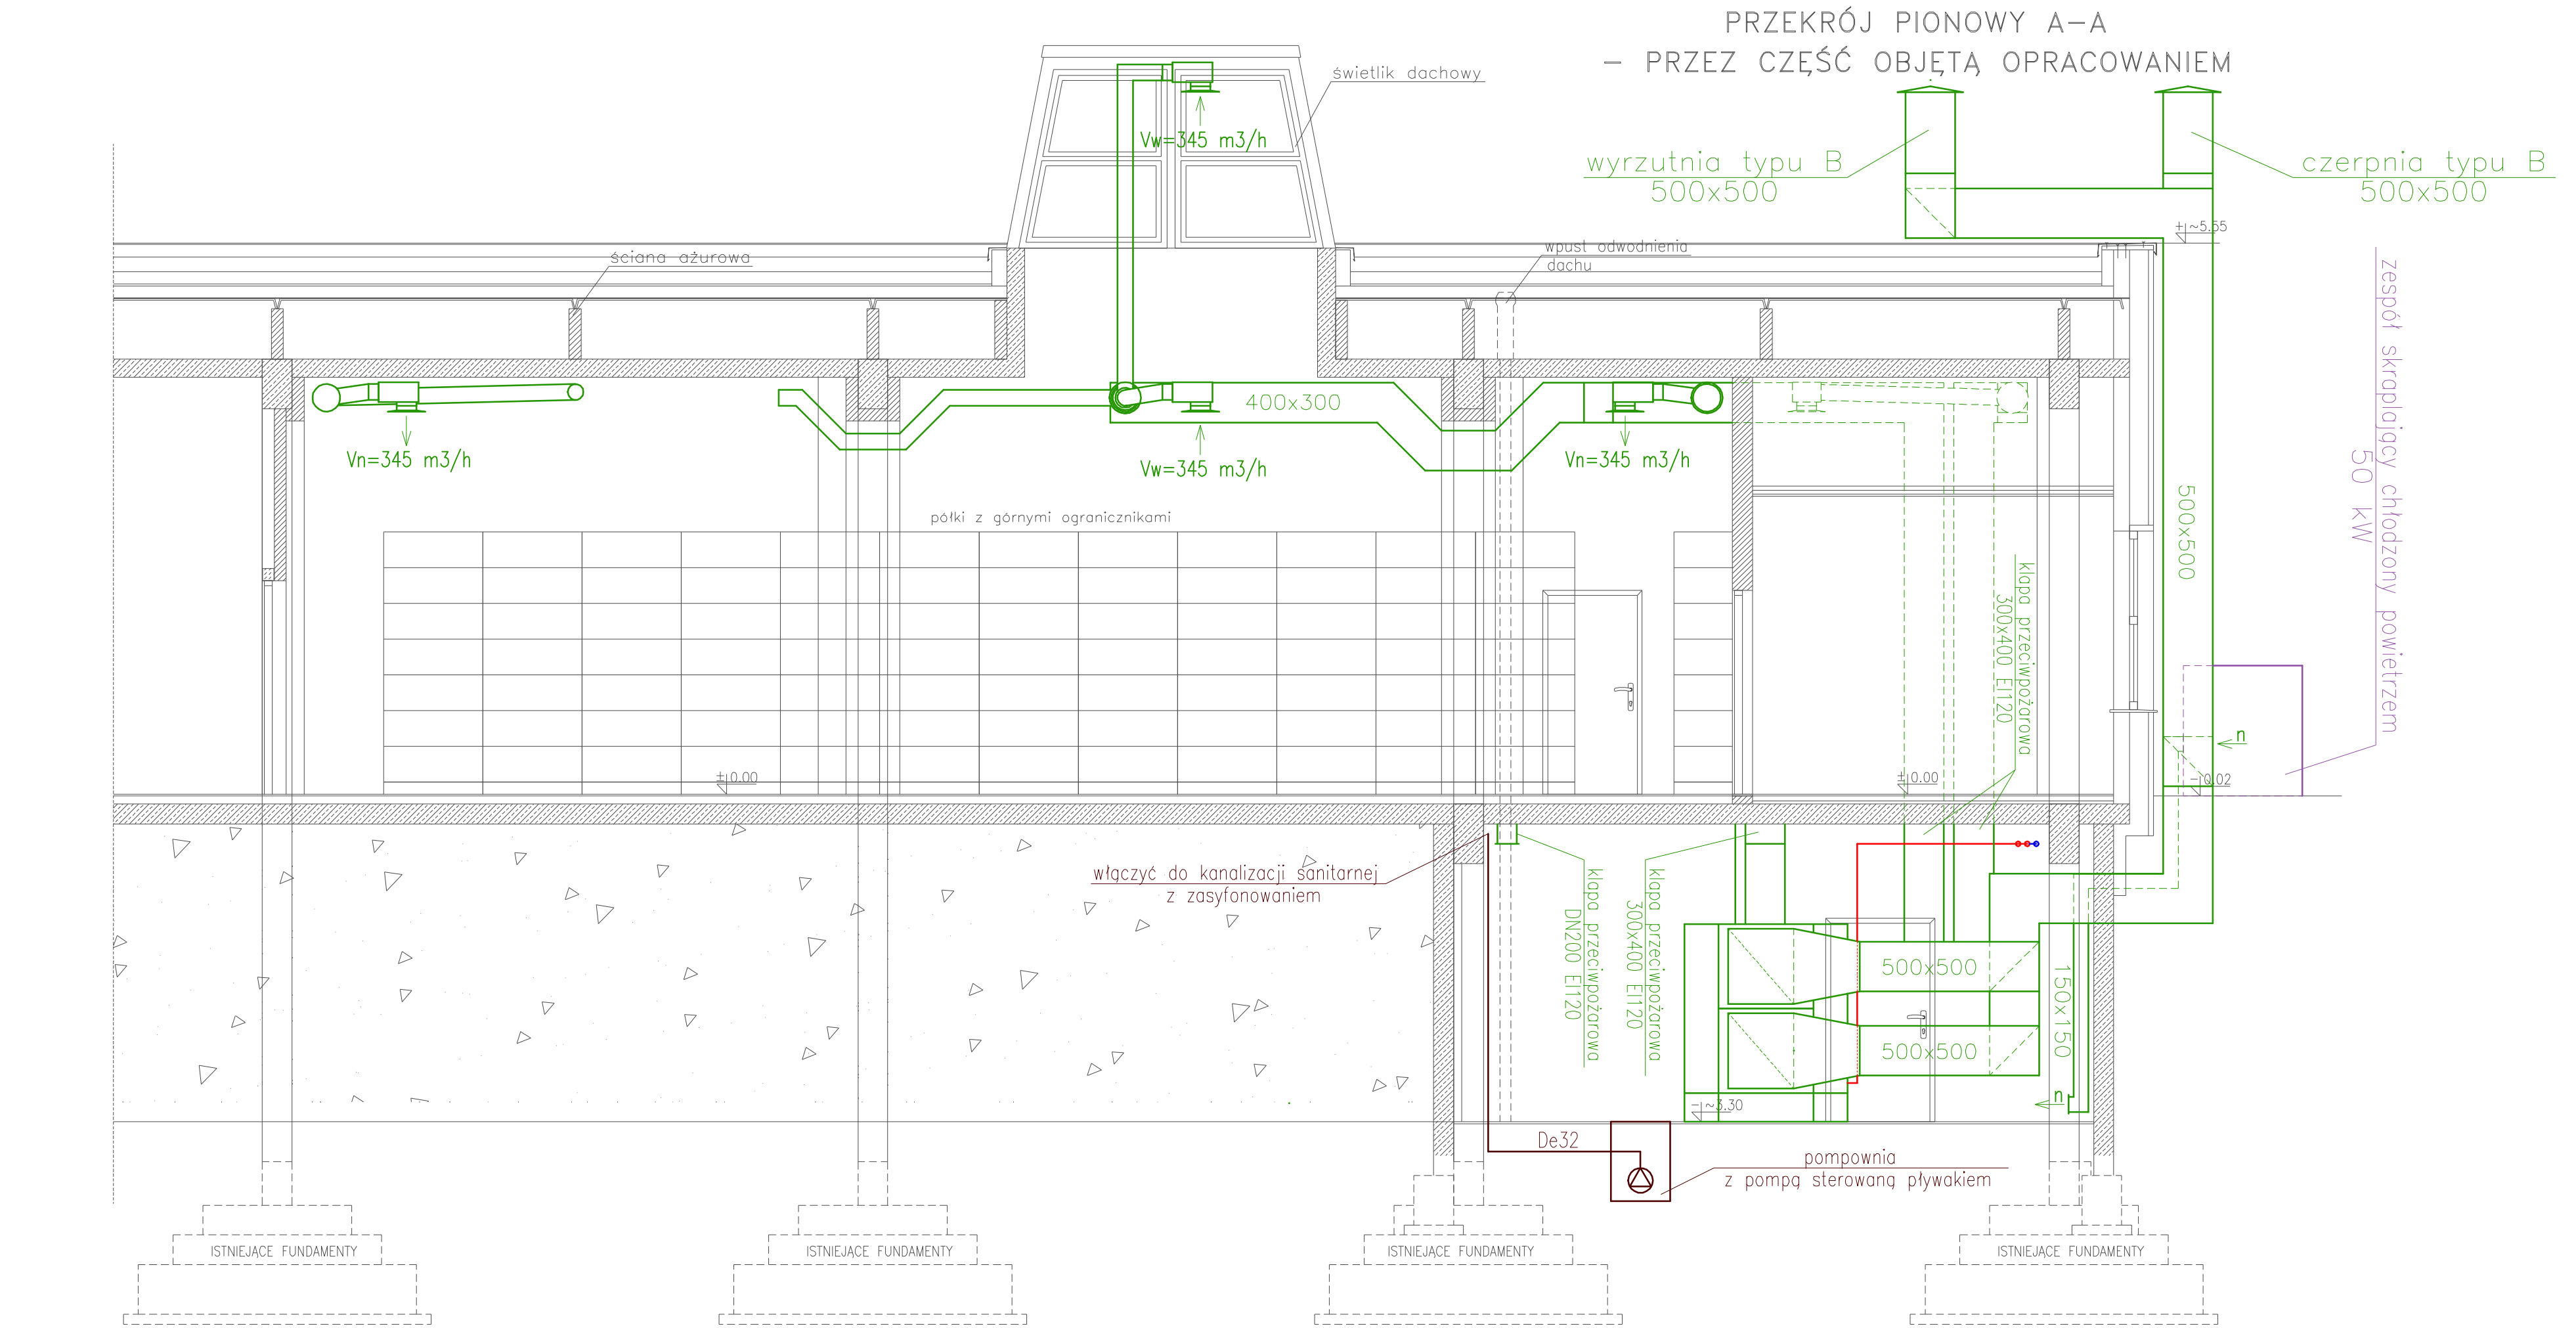 PRZEKRÓJ PIONOWY A-A
- PRZEZ CZĘŚĆ OBJĘTĄ OPRACOWANIEM
świetlik dachowy
Vw=345 m3/h
wyrzutnia typu B
500x500
czerpnia typu B
500x500
±~5.55
ściana ażurowa
wpust odwodnienia
dachu
zespół skraplający chłodzony powietrzem
50 kW
400x300
Vn=345 m3/h
Vw=345 m3/h
Vn=345 m3/h
500x500
półki z górnymi ogranicznikami
klapa przeciwpożarowa
300x400 EI120
n
±0.00
±0.00
-0.02
włączyć do kanalizacji sanitarnej
z zasyfonowaniem
klapa przeciwpożarowa
DN200 EI120
klapa przeciwpożarowa
300x400 EI120
500x500
150x150
500x500
n
-~3.30
De32
pompownia
z pompą sterowaną pływakiem
ISTNIEJĄCE FUNDAMENTY
ISTNIEJĄCE FUNDAMENTY
ISTNIEJĄCE FUNDAMENTY
ISTNIEJĄCE FUNDAMENTY